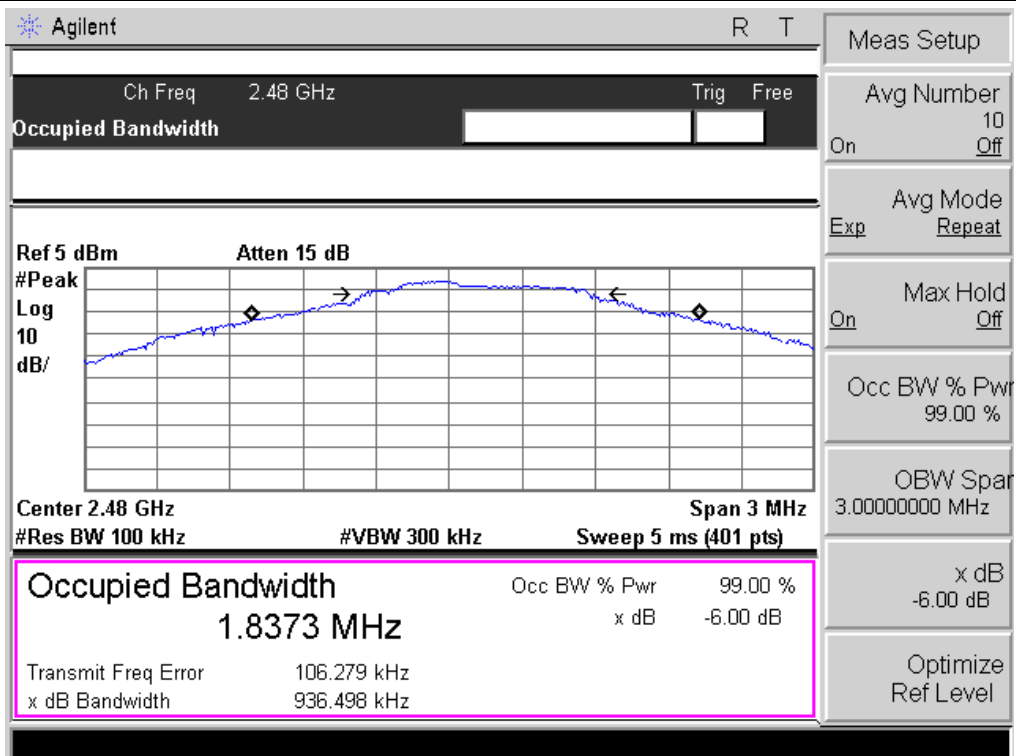 Agilent R T
Ch Freq 2.48 GHz Trig Free
Occupied Bandwidth
Ref 5 dBm Atten 15 dB
#Peak
Log
10
dB/
Center 2.48 GHz Span 3 MHz
#Res BW 100 kHz #VBW 300 kHz Sweep 5 ms (401 pts)
Occupied Bandwidth Occ BW % Pwr 99.00 %
1.8373 MHz x dB -6.00 dB
Transmit Freq Error 106.279 kHz
x dB Bandwidth 936.498 kHz
Meas Setup
Avg Number
10
On Off
Avg Mode
Exp Repeat
Max Hold
On Off
Occ BW % Pwr
99.00 %
OBW Span
3.00000000 MHz
x dB
-6.00 dB
Optimize
Ref Level